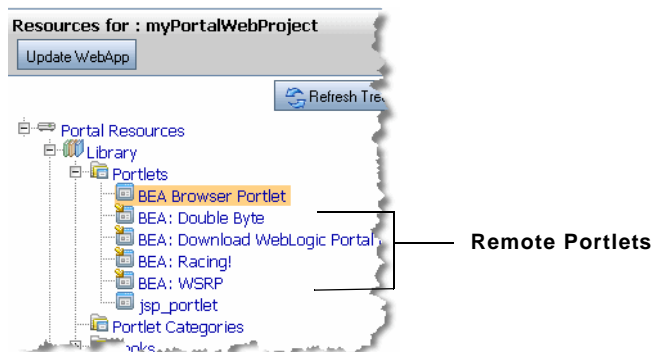 Resources for : myPortalWebProject
Update WebApp
Refresh Tree
Portal Resources
Library
Portlets
BEA Browser Portlet
BEA: Double Byte
BEA: Download WebLogic Portal
BEA: Racing!
BEA: WSRP
jsp_portlet
Portlet Categories
Remote Portlets